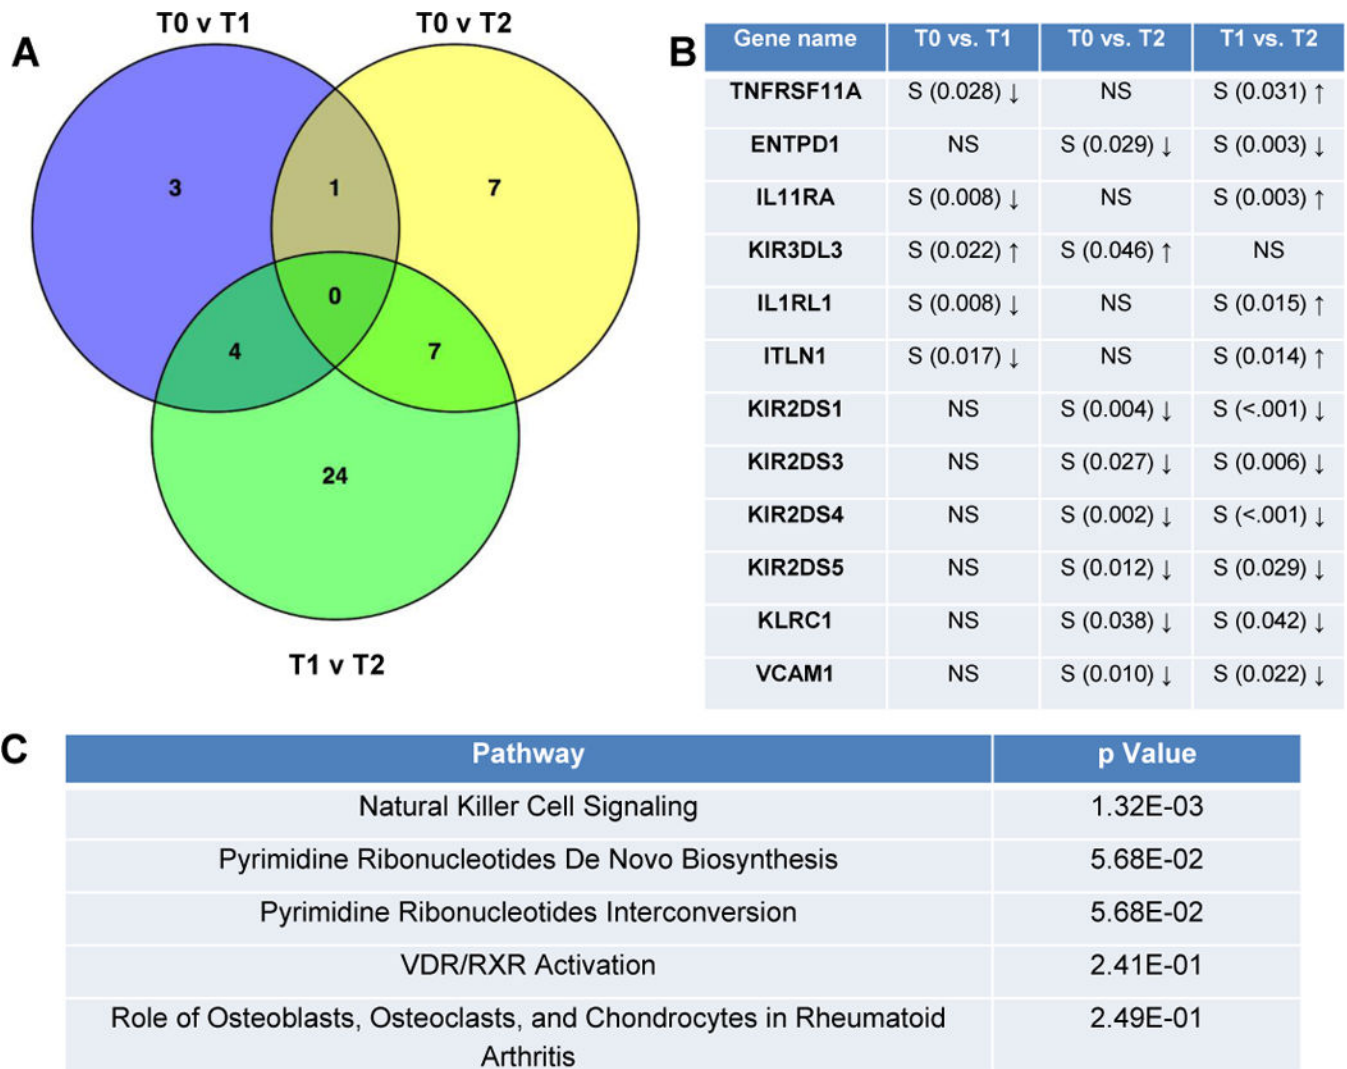 A
T0 v T1
T0 v T2
3
1
7
0
4
7
24
T1 v T2
B
Gene name T0 vs. T1 T0 vs. T2 T1 vs. T2
TNFRSF11A S (0.028) ↓ NS S (0.031) ↑
ENTPD1 NS S (0.029) ↓ S (0.003) ↓
IL11RA S (0.008) ↓ NS S (0.003) ↑
KIR3DL3 S (0.022) ↑ S (0.046) ↑ NS
IL1RL1 S (0.008) ↓ NS S (0.015) ↑
ITLN1 S (0.017) ↓ NS S (0.014) ↑
KIR2DS1 NS S (0.004) ↓ S (<.001) ↓
KIR2DS3 NS S (0.027) ↓ S (0.006) ↓
KIR2DS4 NS S (0.002) ↓ S (<.001) ↓
KIR2DS5 NS S (0.012) ↓ S (0.029) ↓
KLRC1 NS S (0.038) ↓ S (0.042) ↓
VCAM1 NS S (0.010) ↓ S (0.022) ↓
C
Pathway p Value
Natural Killer Cell Signaling 1.32E-03
Pyrimidine Ribonucleotides De Novo Biosynthesis 5.68E-02
Pyrimidine Ribonucleotides Interconversion 5.68E-02
VDR/RXR Activation 2.41E-01
Role of Osteoblasts, Osteoclasts, and Chondrocytes in Rheumatoid 2.49E-01
Arthritis